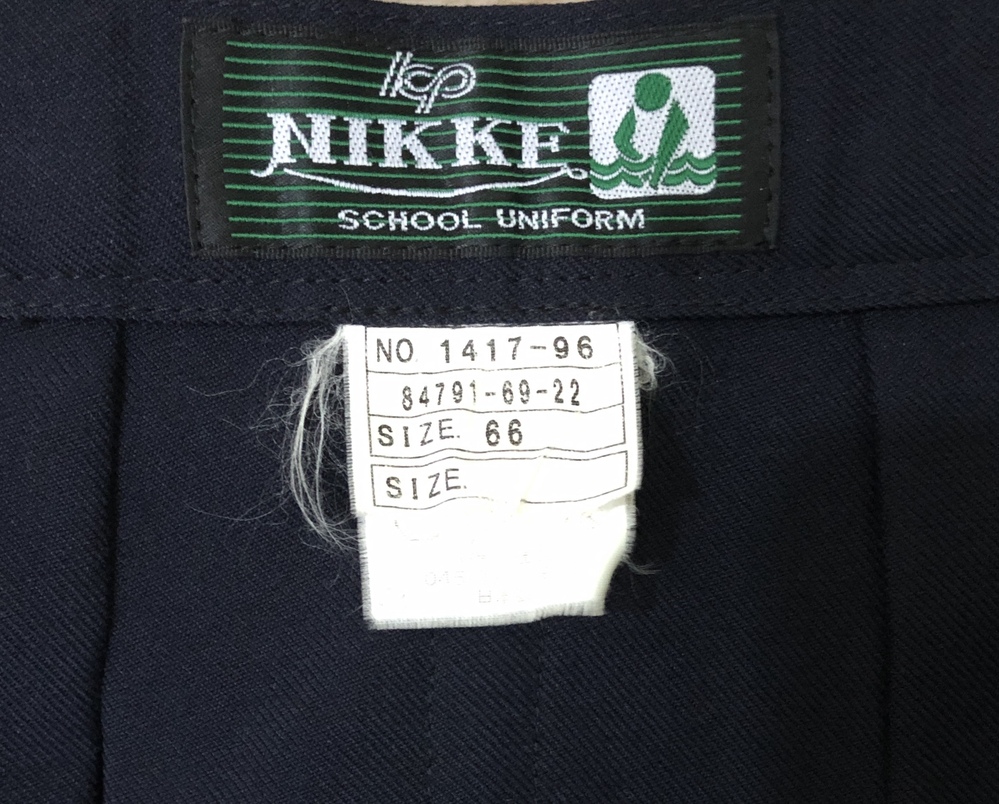 NIKKE
SCHOOL UNIFORM
NO. 1417-96
84791-69-22
SIZE. 66
SIZE.